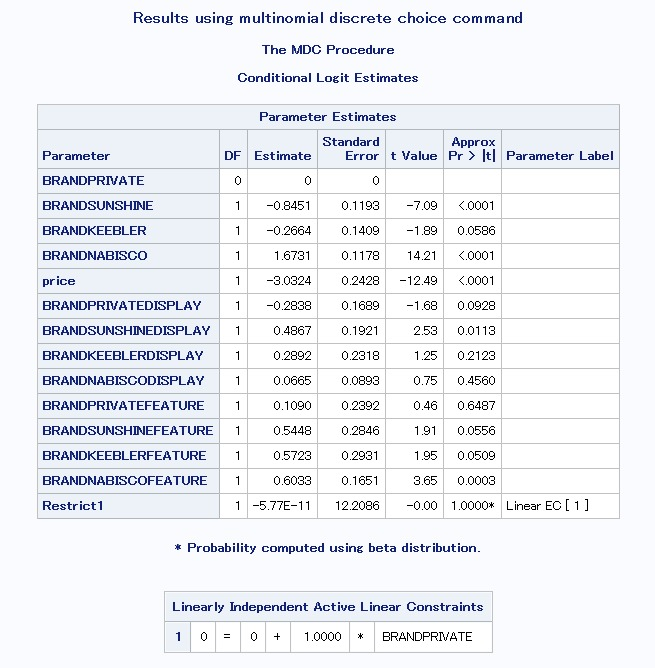 Results using multinomial discrete choice command
The MDC Procedure
Conditional Logit Estimates
Parameter Estimates
Parameter DF Estimate Standard Error t Value Approx Pr > |t| Parameter Label
BRANDPRIVATE 0 0 0
BRANDSUNSHINE 1 -0.8451 0.1193 -7.09 <.0001
BRANDKEEBLER 1 -0.2664 0.1409 -1.89 0.0586
BRANDNABISCO 1 1.6731 0.1178 14.21 <.0001
price 1 -3.0324 0.2428 -12.49 <.0001
BRANDPRIVATEDISPLAY 1 -0.2838 0.1689 -1.68 0.0928
BRANDSUNSHINEDISPLAY 1 0.4867 0.1921 2.53 0.0113
BRANDKEEBLERDISPLAY 1 0.2892 0.2318 1.25 0.2123
BRANDNABISCODISPLAY 1 0.0665 0.0893 0.75 0.4560
BRANDPRIVATEFEATURE 1 0.1090 0.2392 0.46 0.6487
BRANDSUNSHINEFEATURE 1 0.5448 0.2846 1.91 0.0556
BRANDKEEBLERFEATURE 1 0.5723 0.2931 1.95 0.0509
BRANDNABISCOFEATURE 1 0.6033 0.1651 3.65 0.0003
Restrict1 1 -5.77E-11 12.2086 -0.00 1.0000* Linear EC [ 1 ]
* Probability computed using beta distribution.
Linearly Independent Active Linear Constraints
1 0 = 0 + 1.0000 * BRANDPRIVATE